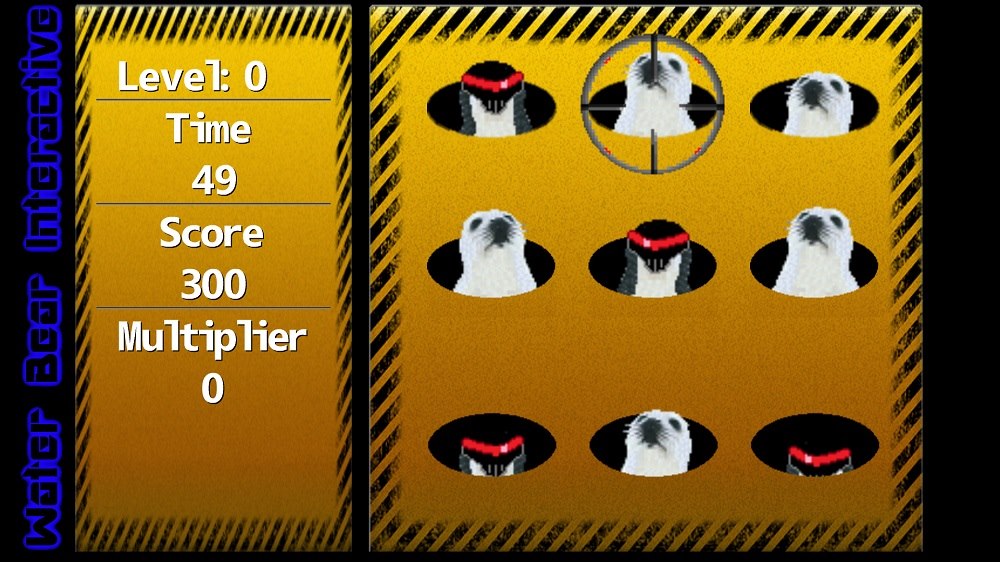 Water Bear Interactive
Level: 0
Time
49
Score
300
Multiplier
0